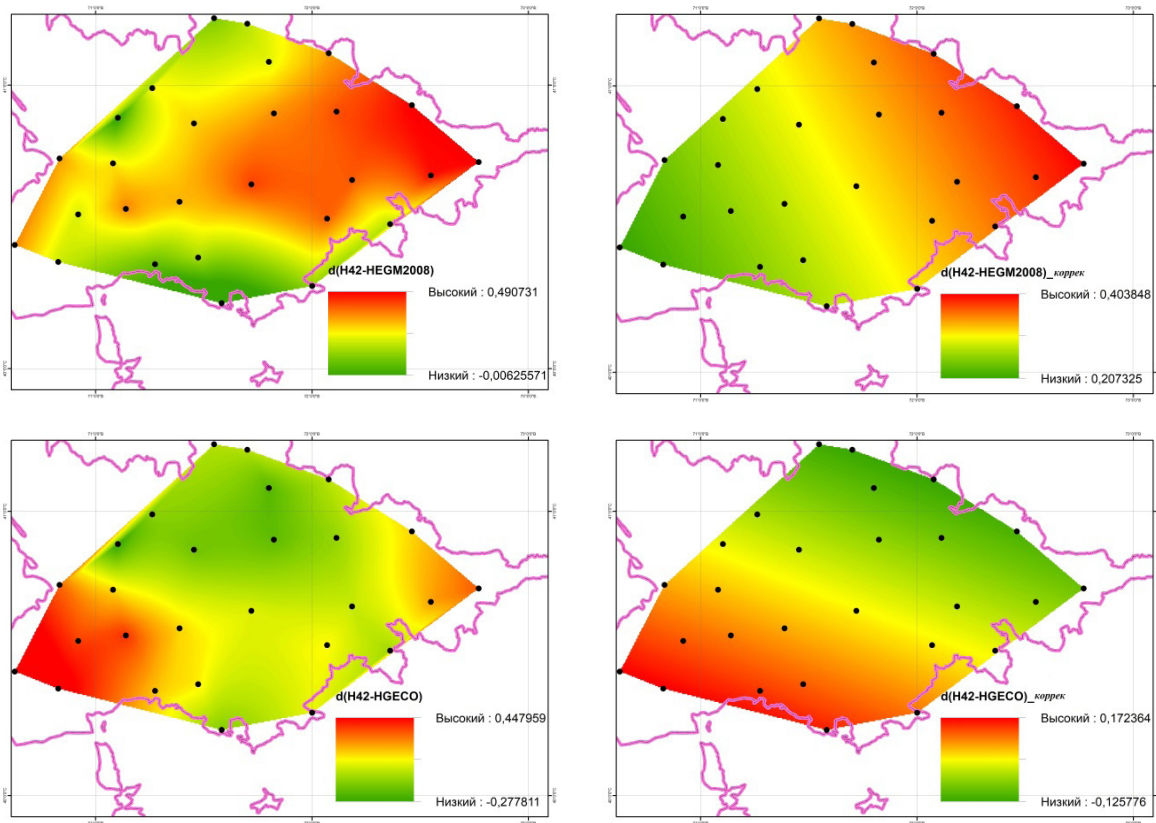 d(H42-HEGM2008)
Высокий : 0,490731
Низкий : -0,00625571
d(H42-HEGM2008)_коррек
Высокий : 0,403848
Низкий : 0,207325
d(H42-HGECO)
Высокий : 0,447959
Низкий : -0,277811
d(H42-HGECO)_коррек
Высокий : 0,172364
Низкий : -0,125776